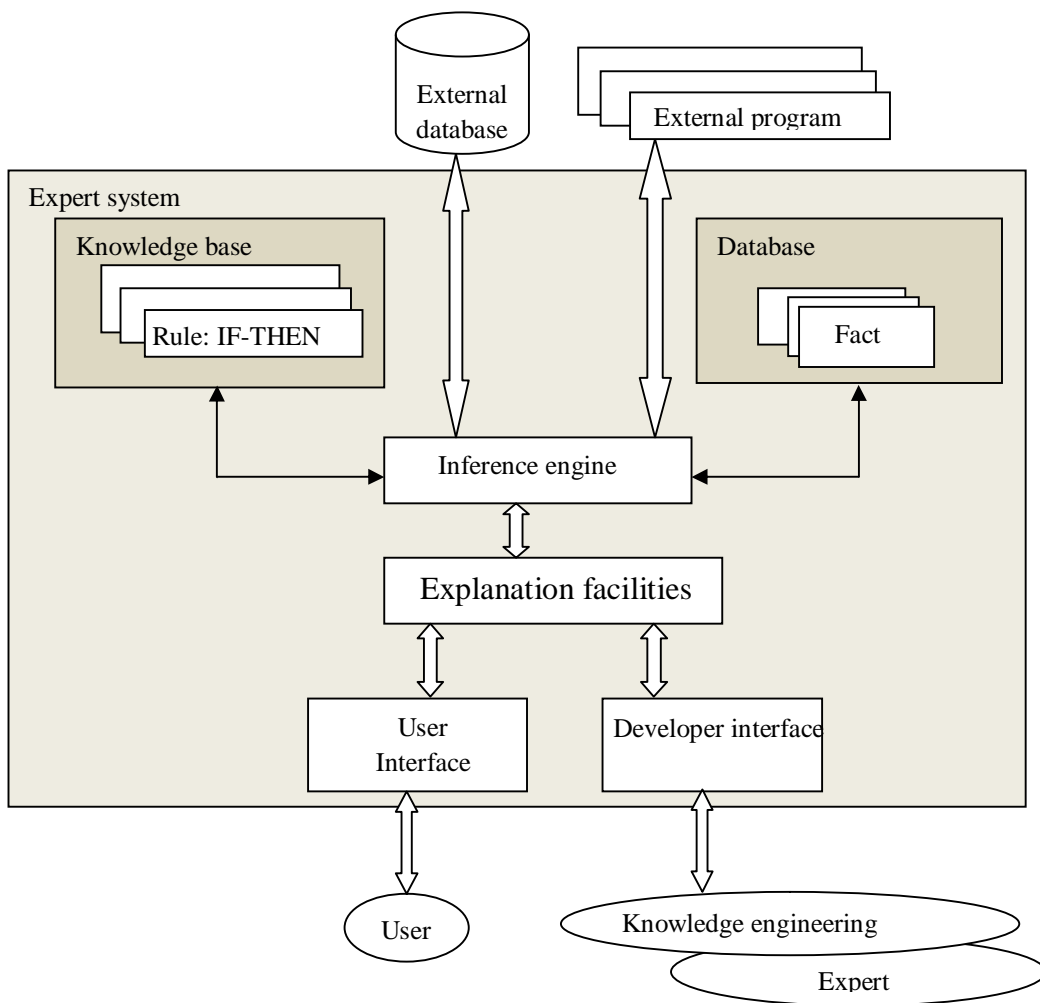 External
database
External program
Expert system
Knowledge base
Rule: IF-THEN
Database
Fact
Inference engine
Explanation facilities
User
Interface
Developer interface
User
Knowledge engineering
Expert